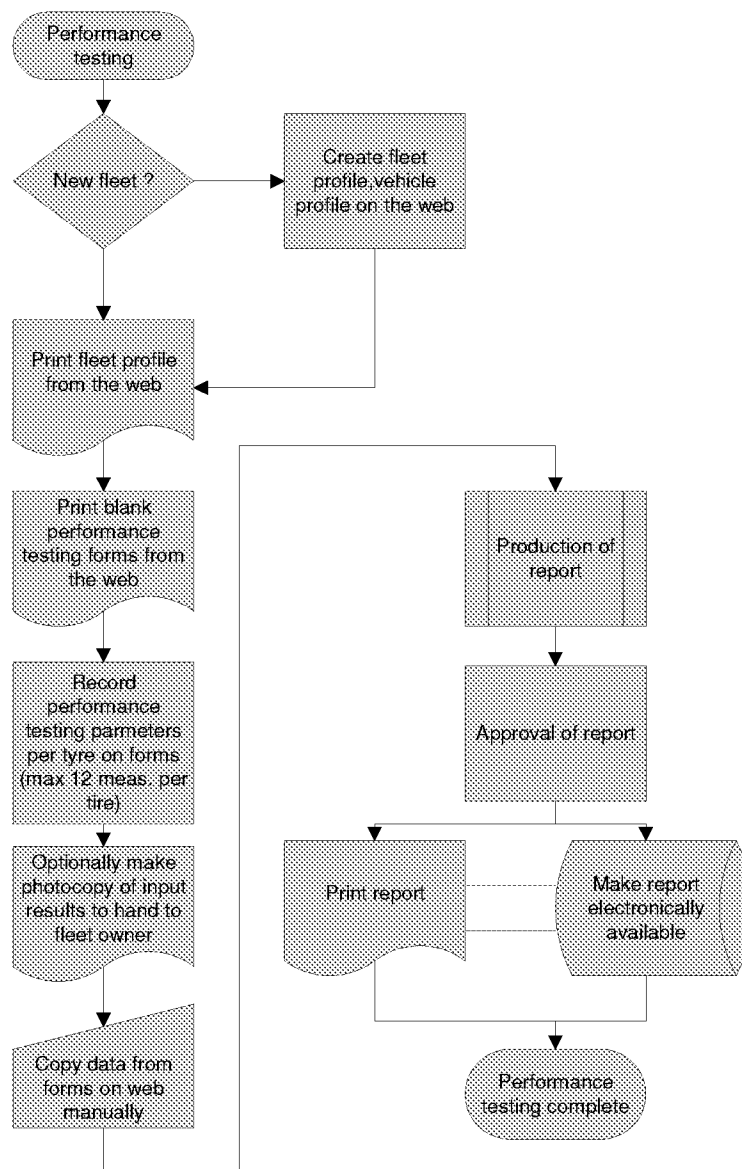 Performance
testing
New fleet ?
Create fleet
profile,vehicle
profile on the web
Print fleet profile
from the web
Print blank
performance
testing forms from
the web
Record
performance
testing parmeters
per tyre on forms
(max 12 meas. per
tire)
Optionally make
photocopy of input
results to hand to
fleet owner
Copy data from
forms on web
manually
Production of
report
Approval of report
Print report
Make report
electronically
available
Performance
testing complete